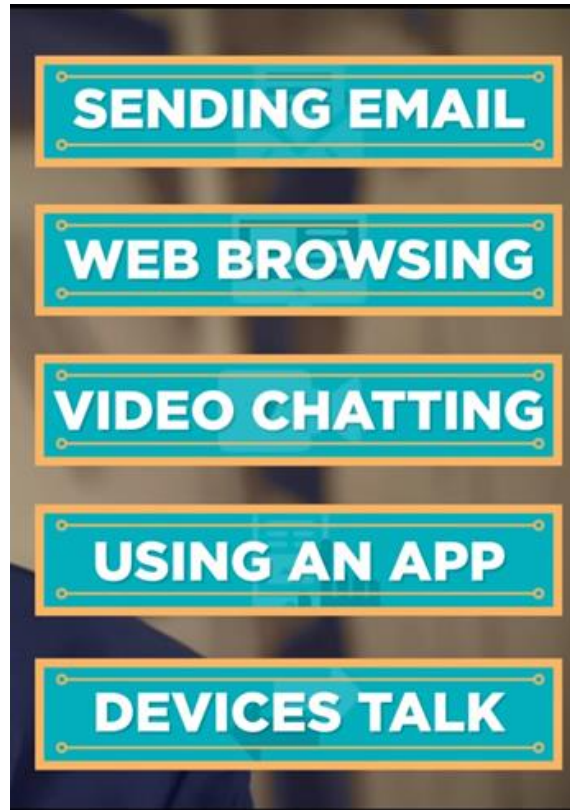 SENDING EMAIL
WEB BROWSING
VIDEO CHATTING
USING AN APP
DEVICES TALK